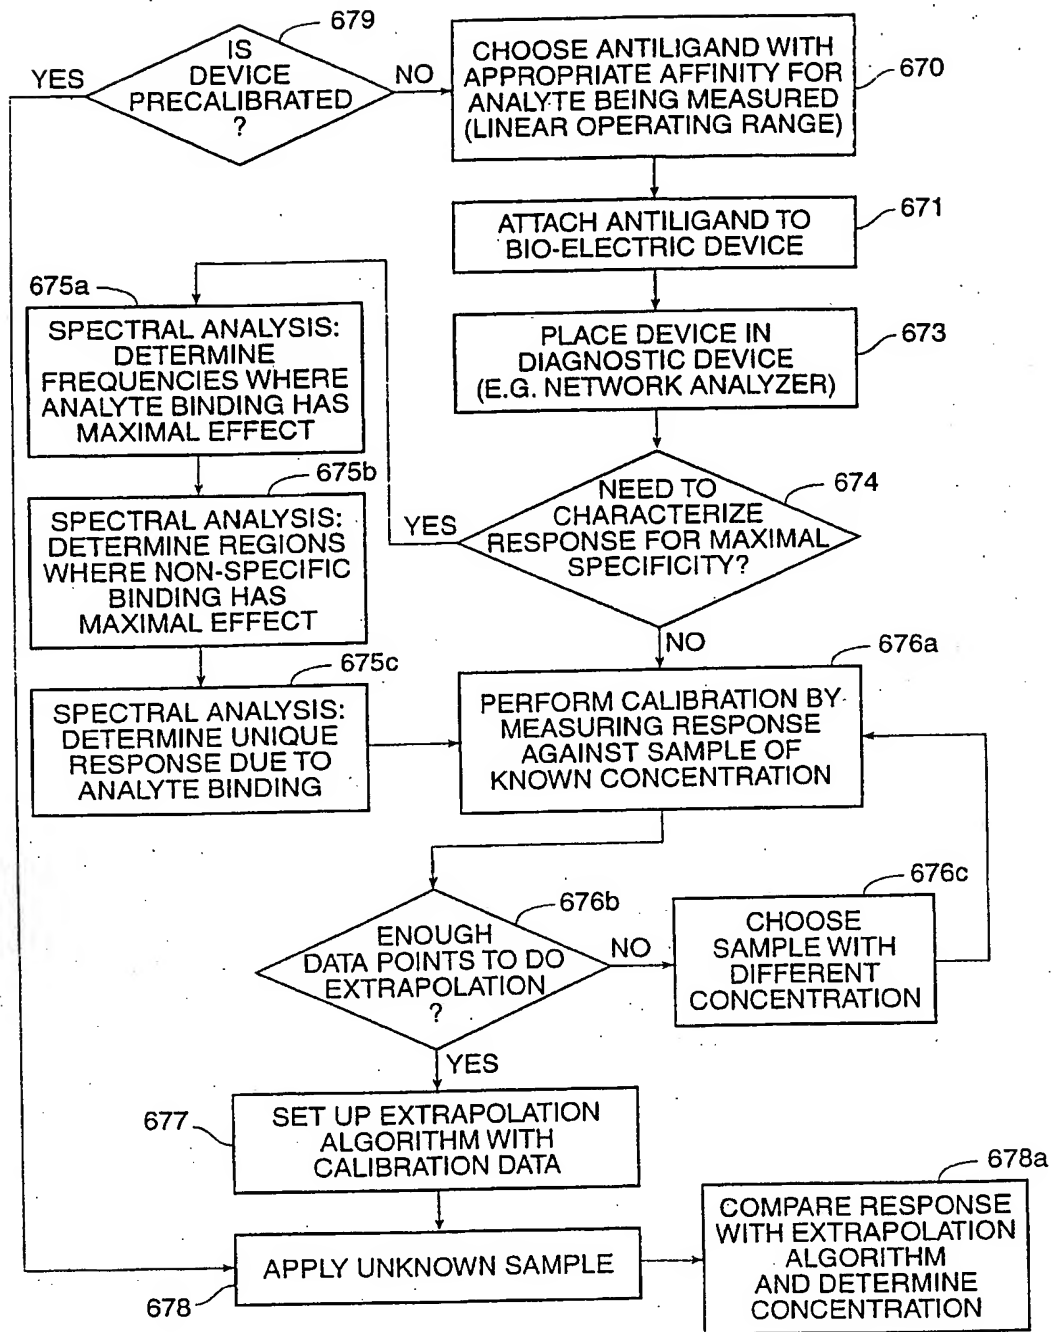 679
IS
DEVICE
PRECALIBRATED
?
YES
NO
CHOOSE ANTILIGAND WITH
APPROPRIATE AFFINITY FOR
ANALYTE BEING MEASURED
(LINEAR OPERATING RANGE)
670
ATTACH ANTILIGAND TO
BIO-ELECTRIC DEVICE
671
PLACE DEVICE IN
DIAGNOSTIC DEVICE
(E.G. NETWORK ANALYZER)
673
675a
SPECTRAL ANALYSIS:
DETERMINE
FREQUENCIES WHERE
ANALYTE BINDING HAS
MAXIMAL EFFECT
NEED TO
CHARACTERIZE
RESPONSE FOR MAXIMAL
SPECIFICITY?
674
YES
NO
675b
SPECTRAL ANALYSIS:
DETERMINE REGIONS
WHERE NON-SPECIFIC
BINDING HAS
MAXIMAL EFFECT
675c
SPECTRAL ANALYSIS:
DETERMINE UNIQUE
RESPONSE DUE TO
ANALYTE BINDING
676a
PERFORM CALIBRATION BY
MEASURING RESPONSE
AGAINST SAMPLE OF
KNOWN CONCENTRATION
676b
ENOUGH
DATA POINTS TO DO
EXTRAPOLATION
?
NO
676c
CHOOSE
SAMPLE WITH
DIFFERENT
CONCENTRATION
YES
677
SET UP EXTRAPOLATION
ALGORITHM WITH
CALIBRATION DATA
APPLY UNKNOWN SAMPLE
678
678a
COMPARE RESPONSE
WITH EXTRAPOLATION
ALGORITHM
AND DETERMINE
CONCENTRATION